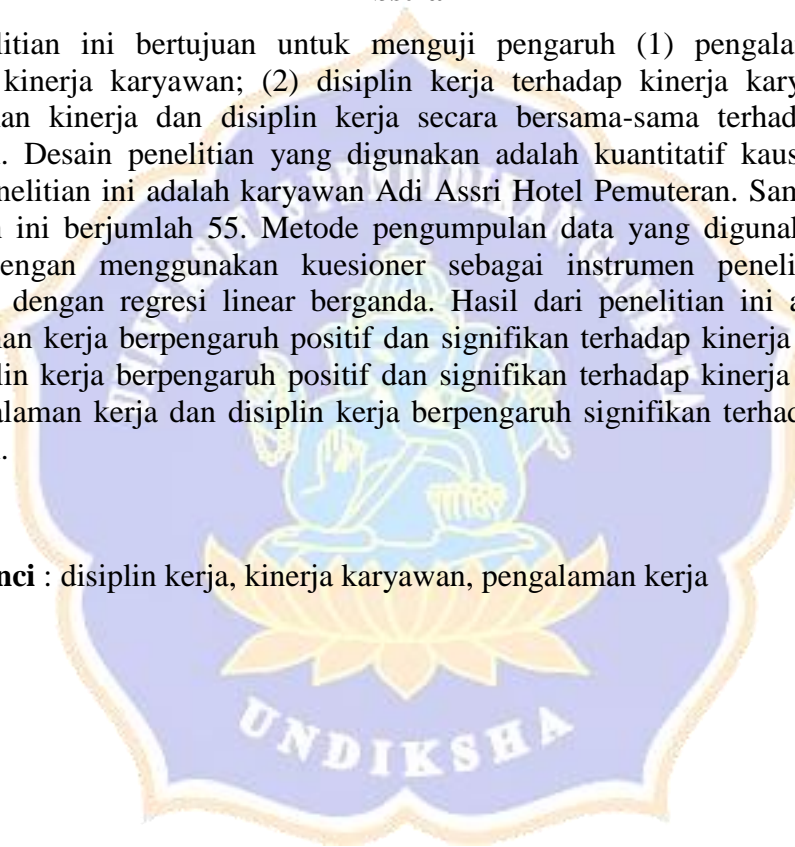 litian ini bertujuan untuk menguji pengaruh (1) pengala
kinerja karyawan; (2) disiplin kerja terhadap kinerja kary
an kinerja dan disiplin kerja secara bersama-sama terhad
. Desain penelitian yang digunakan adalah kuantitatif kaus
nelitian ini adalah karyawan Adi Assri Hotel Pemuteran. San
n ini berjumlah 55. Metode pengumpulan data yang digunak
engan menggunakan kuesioner sebagai instrumen peneli
dengan regresi linear berganda. Hasil dari penelitian ini a
nan kerja berpengaruh positif dan signifikan terhadap kinerja
lin kerja berpengaruh positif dan signifikan terhadap kinerja
alaman kerja dan disiplin kerja berpengaruh signifikan terhad
.
nci : disiplin kerja, kinerja karyawan, pengalaman kerja
UNDIKSHA